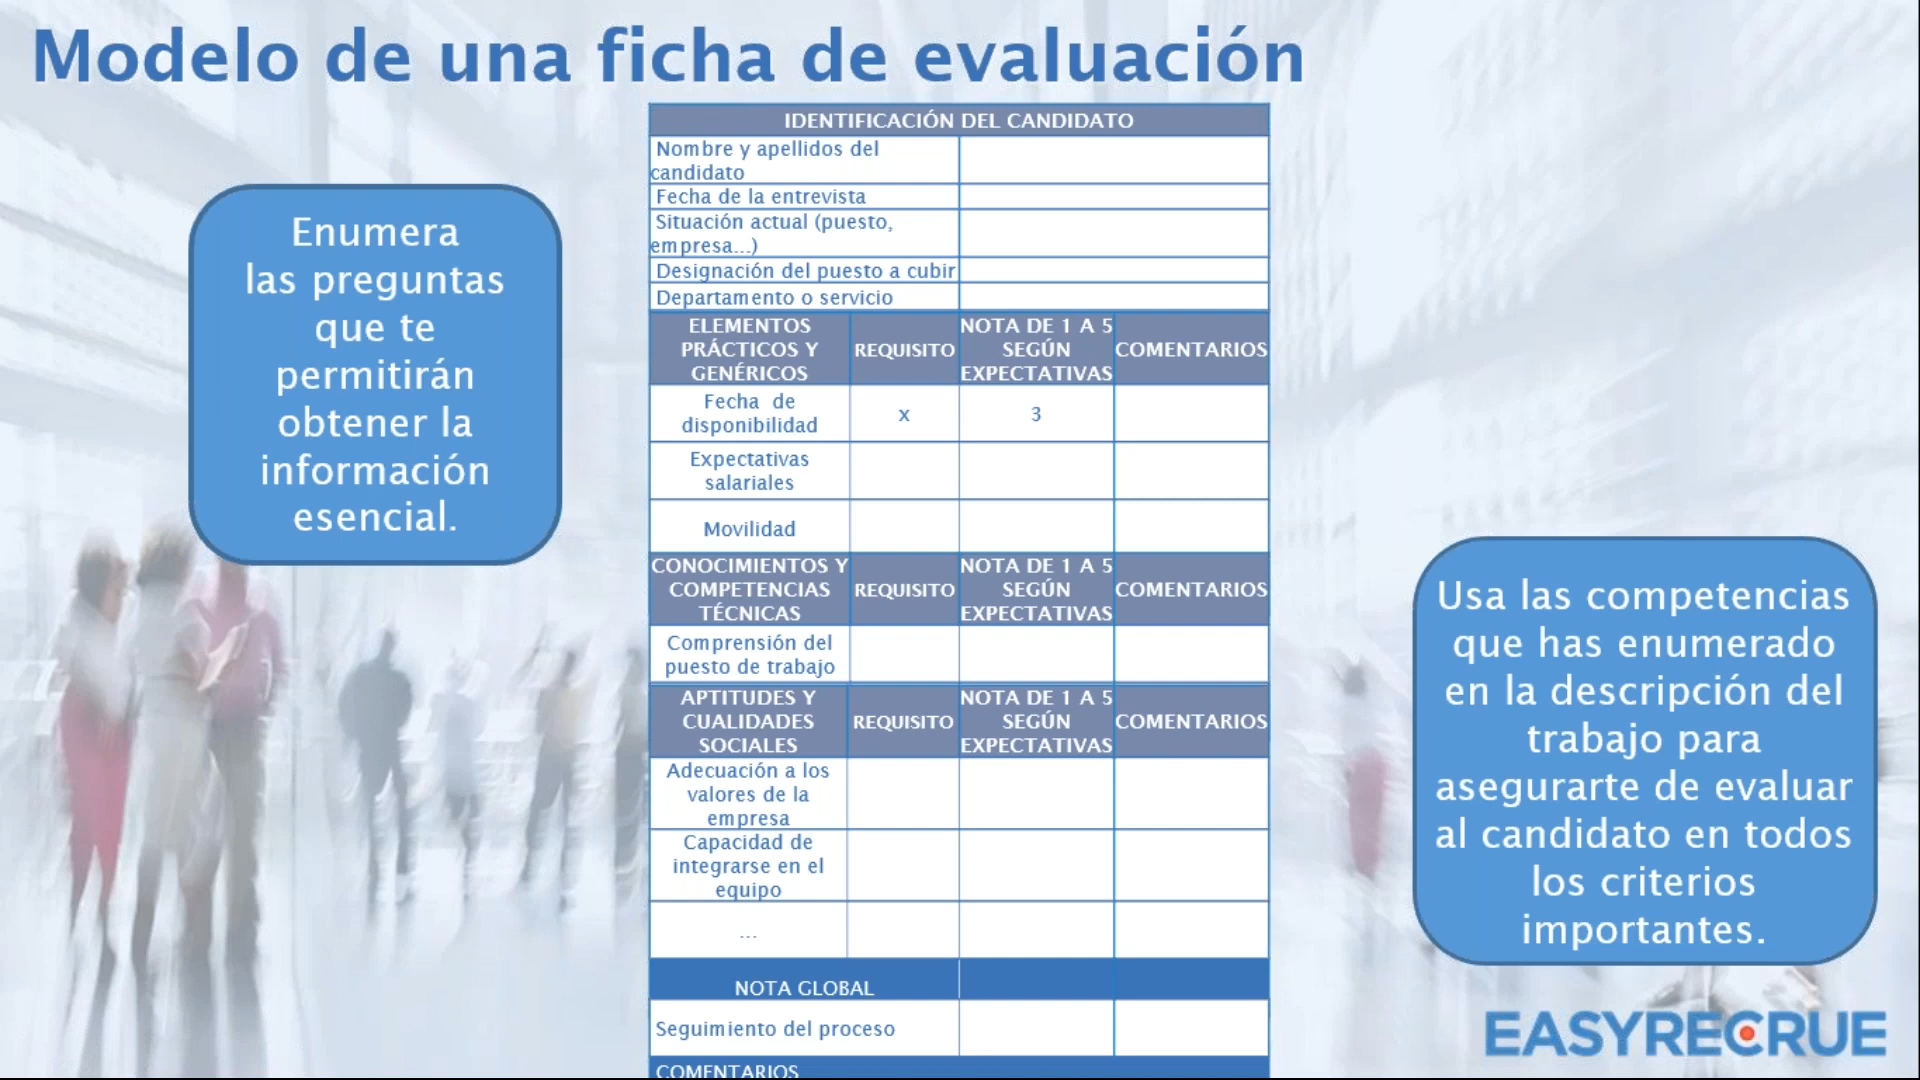 Modelo de una ficha de evaluación
Enumera
las preguntas
que te
permitirán
obtener la
información
esencial.
IDENTIFICACIÓN DEL CANDIDATO
Nombre y apellidos del
candidato
Fecha de la entrevista
Situación actual (puesto,
empresa...)
Designación del puesto a cubir
Departamento o servicio
ELEMENTOS
PRÁCTICOS Y
GENÉRICOS
REQUISITO
NOTA DE 1 A 5
SEGÚN
EXPECTATIVAS
COMENTARIOS
Fecha de
disponibilidad
x
3
Expectativas
salariales
Movilidad
CONOCIMIENTOS Y
COMPETENCIAS
TÉCNICAS
REQUISITO
NOTA DE 1 A 5
SEGÚN
EXPECTATIVAS
COMENTARIOS
Comprensión del
puesto de trabajo
APTITUDES Y
CUALIDADES
SOCIALES
REQUISITO
NOTA DE 1 A 5
SEGÚN
EXPECTATIVAS
COMENTARIOS
Adecuación a los
valores de la
empresa
Capacidad de
integrarse en el
equipo
...
NOTA GLOBAL
Seguimiento del proceso
COMENTARIOS
Usa las competencias
que has enumerado
en la descripción del
trabajo para
asegurarte de evaluar
al candidato en todos
los criterios
importantes.
EASYRECRUE